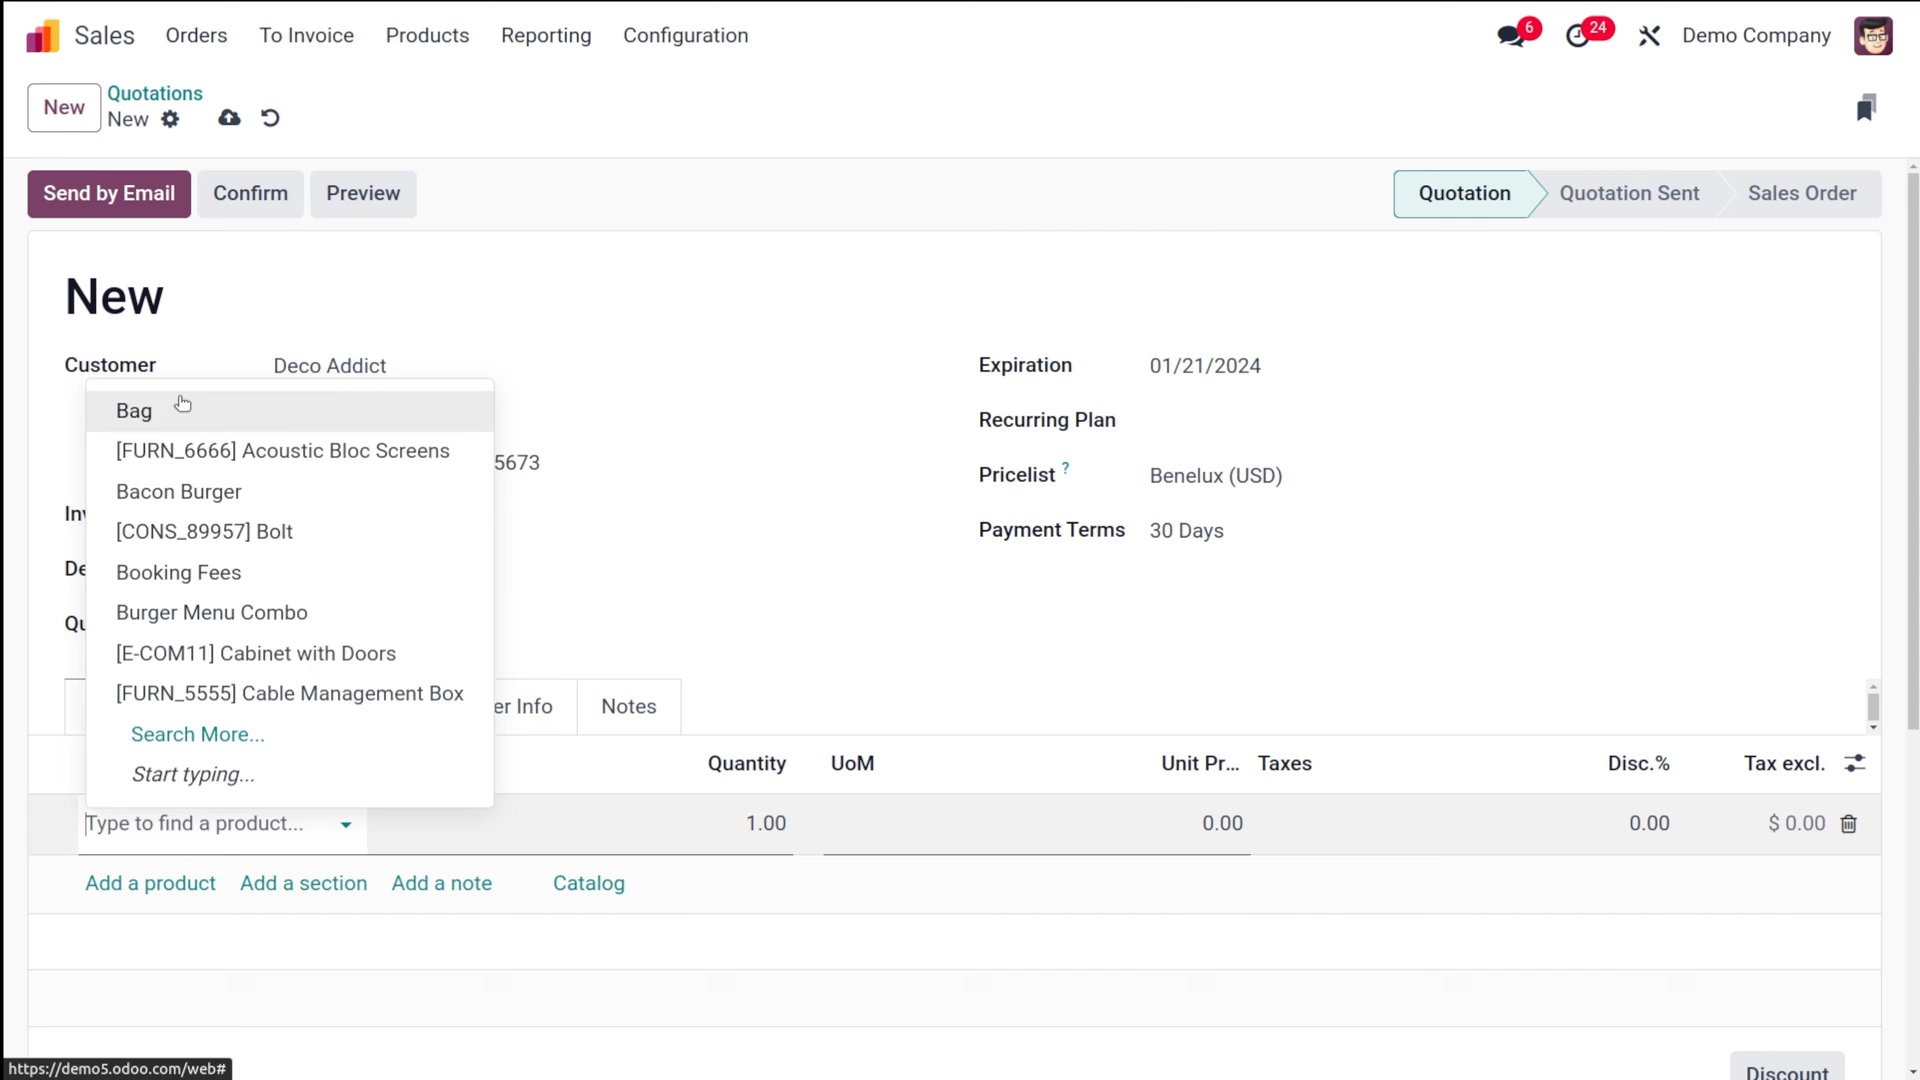 Sales Orders To Invoice Products Reporting Configuration 6 24 Demo Company
New Quotations
New
Send by Email Confirm Preview Quotation Quotation Sent Sales Order
New
Customer Deco Addict Expiration 01/21/2024
Bag
Recurring Plan
[FURN_6666] Acoustic Bloc Screens
5673
Pricelist ? Benelux (USD)
Bacon Burger
Inv
[CONS_89957] Bolt
Payment Terms 30 Days
De
Booking Fees
Burger Menu Combo
Qu
[E-COM11] Cabinet with Doors
[FURN_5555] Cable Management Box
er Info Notes
Search More...
Start typing...
Quantity UoM Unit Pr... Taxes Disc.% Tax excl.
Type to find a product... 1.00 0.00 0.00 $ 0.00
Add a product Add a section Add a note Catalog
Discount
https://demo5.odoo.com/web#